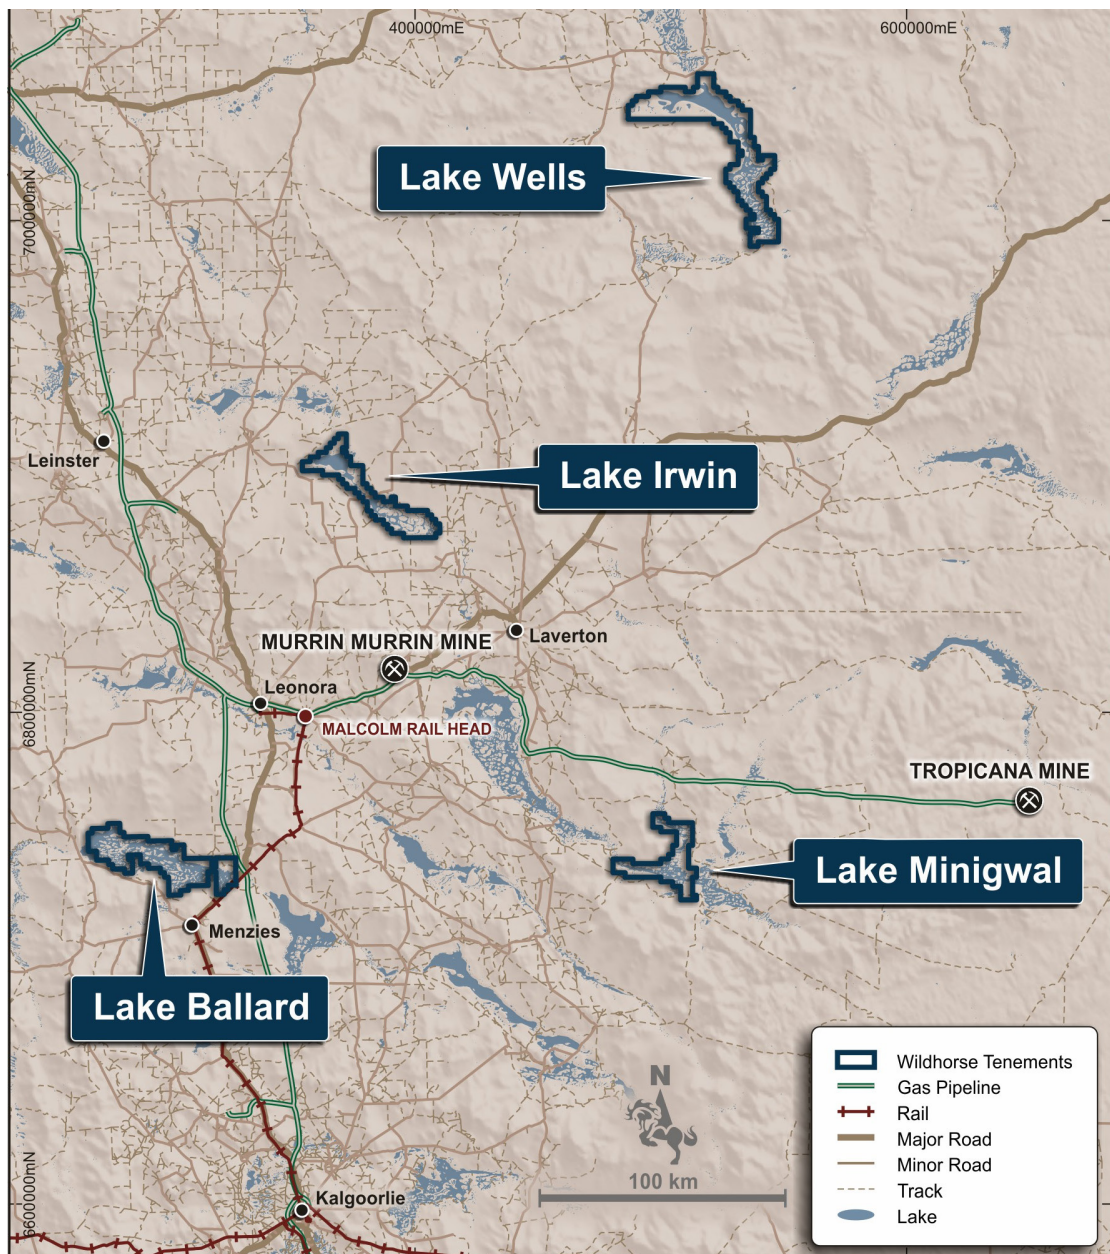 400000mE
600000mE
Lake Wells
7000000mN
Leinster
Lake Irwin
MURRIN MURRIN MINE
Laverton
Leonora
6800000mN
MALCOLM RAIL HEAD
TROPICANA MINE
Lake Minigwal
Menzies
Lake Ballard
N
100 km
Kalgoorlie
6600000mN
Wildhorse Tenements
Gas Pipeline
Rail
Major Road
Minor Road
Track
Lake